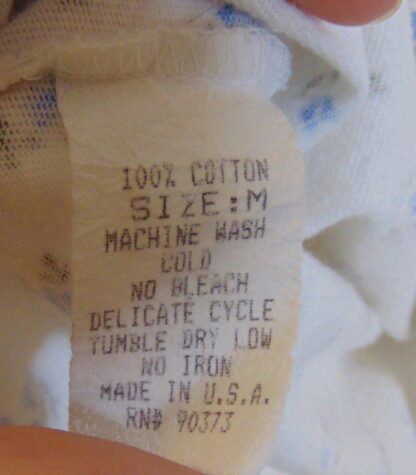 100% COTTON
SIZE:M
MACHINE WASH
COLD
NO BLEACH
DELICATE CYCLE
TUMBLE DRY LOW
NO IRON
MADE IN U.S.A.
RN# 90373